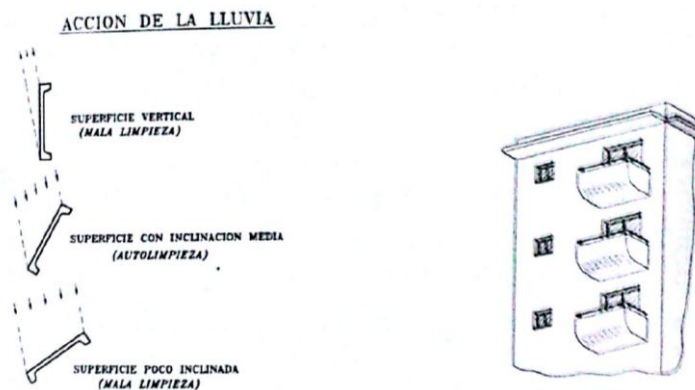 ACCION DE LA LLUVIA
SUPERFICIE VERTICAL
(MALA LIMPIEZA)
SUPERFICIE CON INCLINACION MEDIA
(AUTOLIMPIEZA)
SUPERFICIE POCO INCLINADA
(MALA LIMPIEZA)